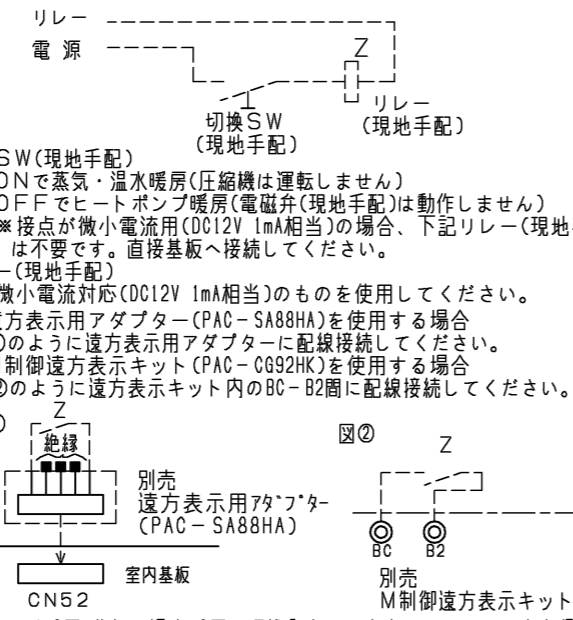 リレー
電 源
Z
切換SW
(現地手配)
リレー
(現地手配)
SW(現地手配)
ONで蒸気・温水暖房(圧縮機は運転しません)
OFFでヒートポンプ暖房(電磁弁(現地手配)は動作しません)
※接点が微小電流用(DC12V 1mA相当)の場合、下記リレー(現地
は不要です。直接基板へ接続してください。
ー(現地手配)
微小電流対応(DC12V 1mA相当)のものを使用してください。
遠方表示用アダプター(PAC-SA88HA)を使用する場合
のように遠方表示用アダプターに配線接続してください。
制御遠方表示キット(PAC-CG92HK)を使用する場合
②のように遠方表示キット内のBC-B2間に配線接続してください。
Z
絶縁
別売
遠方表示用アダプター
(PAC-SA88HA)
室内基板
CN52
図②
Z
BC B2
別売
M制御遠方表示キット